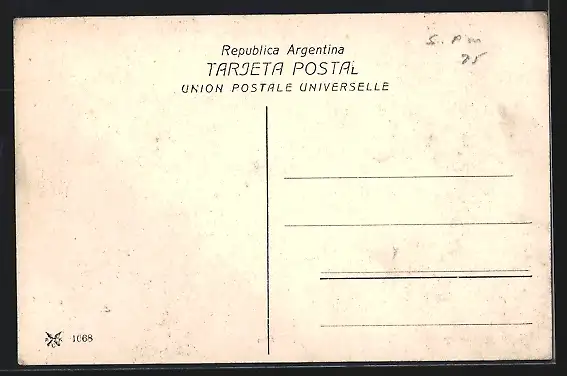 Republica Argentina
TARJETA POSTAL
UNION POSTALE UNIVERSELLE
1068